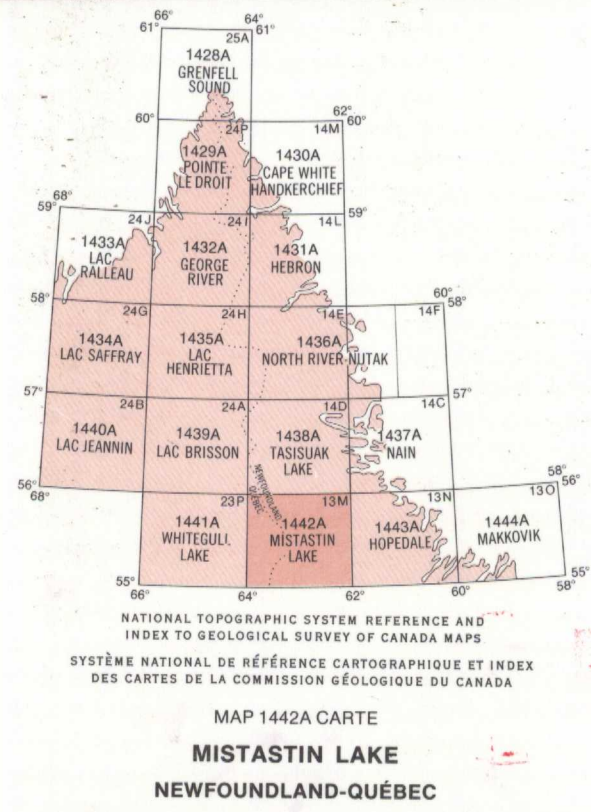 66°
64°
61°
61°
25A
1428A
GRENFELL
SOUND
62°
60°
60°
24P
14M
1429A
POINTE
LE DROIT
1430A
CAPE WHITE
HANDKERCHIEF
68°
59°
59°
24J
24I
14L
1433A
LAC
RALLEAU
1432A
GEORGE
RIVER
1431A
HEBRON
60°
58°
58°
24G
24H
14E
14F
1434A
LAC SAFFRAY
1435A
LAC
HENRIETTA
1436A
NORTH RIVER-NUTAK
57°
57°
24B
24A
14D
14C
1440A
LAC JEANNIN
1439A
LAC BRISSON
1438A
TASISUAK
LAKE
1437A
NAIN
NEWFOUNDLAND
QUÉBEC
58°
56°
56°
68°
23P
13M
13N
13O
1441A
WHITEGULL
LAKE
1442A
MISTASTIN
LAKE
1443A
HOPEDALE
1444A
MAKKOVIK
55°
55°
66°
64°
62°
60°
58°
NATIONAL TOPOGRAPHIC SYSTEM REFERENCE AND
INDEX TO GEOLOGICAL SURVEY OF CANADA MAPS
SYSTÈME NATIONAL DE RÉFÉRENCE CARTOGRAPHIQUE ET INDEX
DES CARTES DE LA COMMISSION GÉOLOGIQUE DU CANADA
MAP 1442A CARTE
MISTASTIN LAKE
NEWFOUNDLAND-QUÉBEC